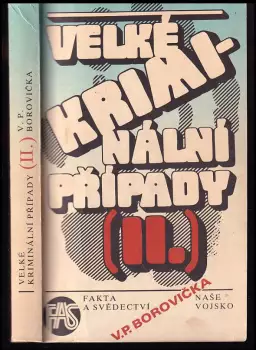 VELKÉ
KRIMINÁLNÍ PŘÍPADY
(II.)
V. P.
BOROVIČKA
VELKÉ
KRIMI-
NÁLNÍ
PŘÍPADY
(II.)
V.P. BOROVIČKA
FAS
FAKTA
A SVĚDECTVÍ
NAŠE
VOJSKO